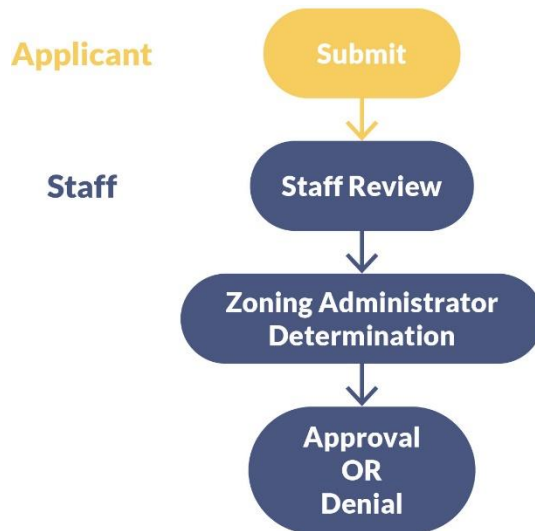 Applicant
Submit
Staff
Staff Review
Zoning Administrator
Determination
Approval
OR
Denial